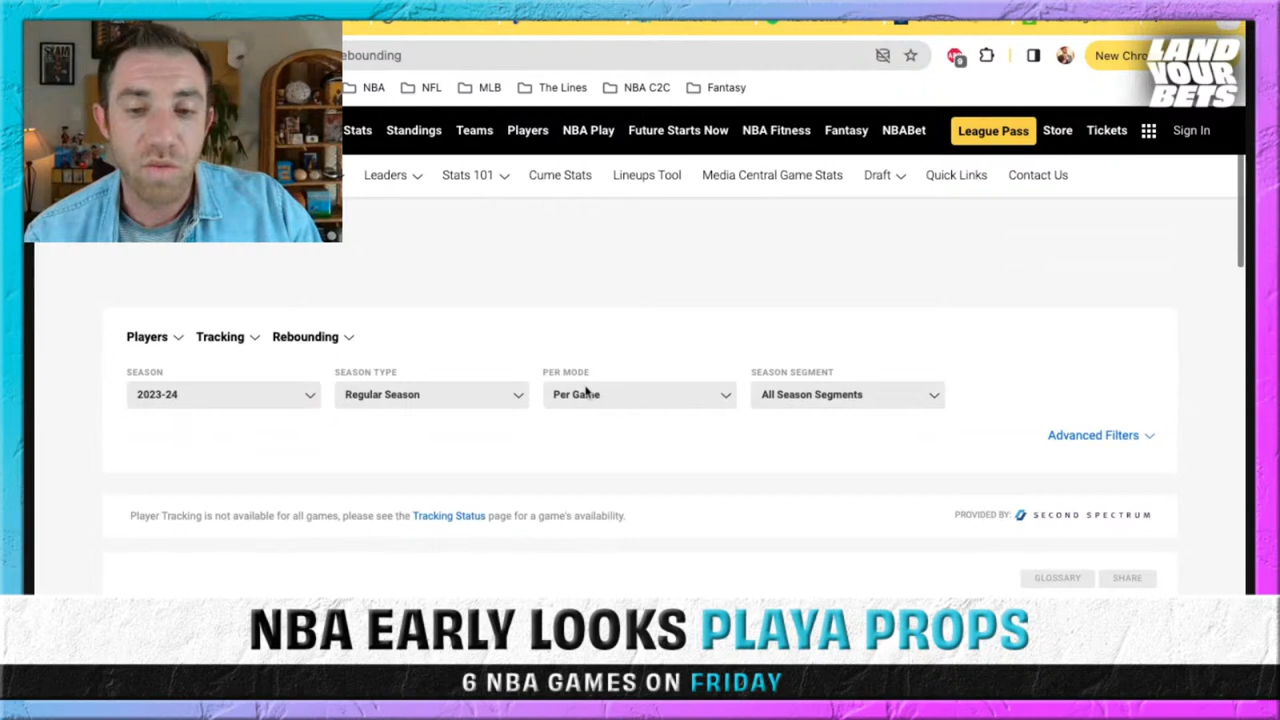 SLAM
ebounding
New Chro
LAND
YOUR
BETS
NBA
NFL
MLB
The Lines
NBA C2C
Fantasy
Stats Standings Teams Players NBA Play Future Starts Now NBA Fitness Fantasy NBABet League Pass Store Tickets Sign In
Leaders Stats 101 Cume Stats Lineups Tool Media Central Game Stats Draft Quick Links Contact Us
Players Tracking Rebounding
SEASON SEASON TYPE PER MODE SEASON SEGMENT
2023-24 Regular Season Per Game All Season Segments
Advanced Filters
Player Tracking is not available for all games, please see the Tracking Status page for a game's availability.
PROVIDED BY: SECOND SPECTRUM
GLOSSARY SHARE
NBA EARLY LOOKS PLAYA PROPS
6 NBA GAMES ON FRIDAY